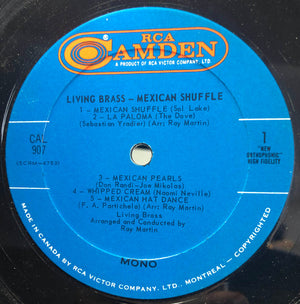 RCA
CAMDEN
A PRODUCT OF RCA VICTOR COMPANY, LTD.
LIVING BRASS — MEXICAN SHUFFLE
1 - MEXICAN SHUFFLE (Sol Lake)
2 - LA PALOMA (The Dove)
(Sebastian Yradier) (Arr: Ray Martin)
CAL
907
1
"NEW
ORTHOPHONIC"
HIGH FIDELITY
3 - MEXICAN PEARLS
(Don Randi-Joe Mikolas)
4 - WHIPPED CREAM (Naomi Neville)
5 - MEXICAN HAT DANCE
(F. A. Partichela) (Arr: Ray Martin)
Living Brass
Arranged and Conducted by
Ray Martin
MONO
MADE IN CANADA BY RCA VICTOR COMPANY, LTD., MONTREAL —